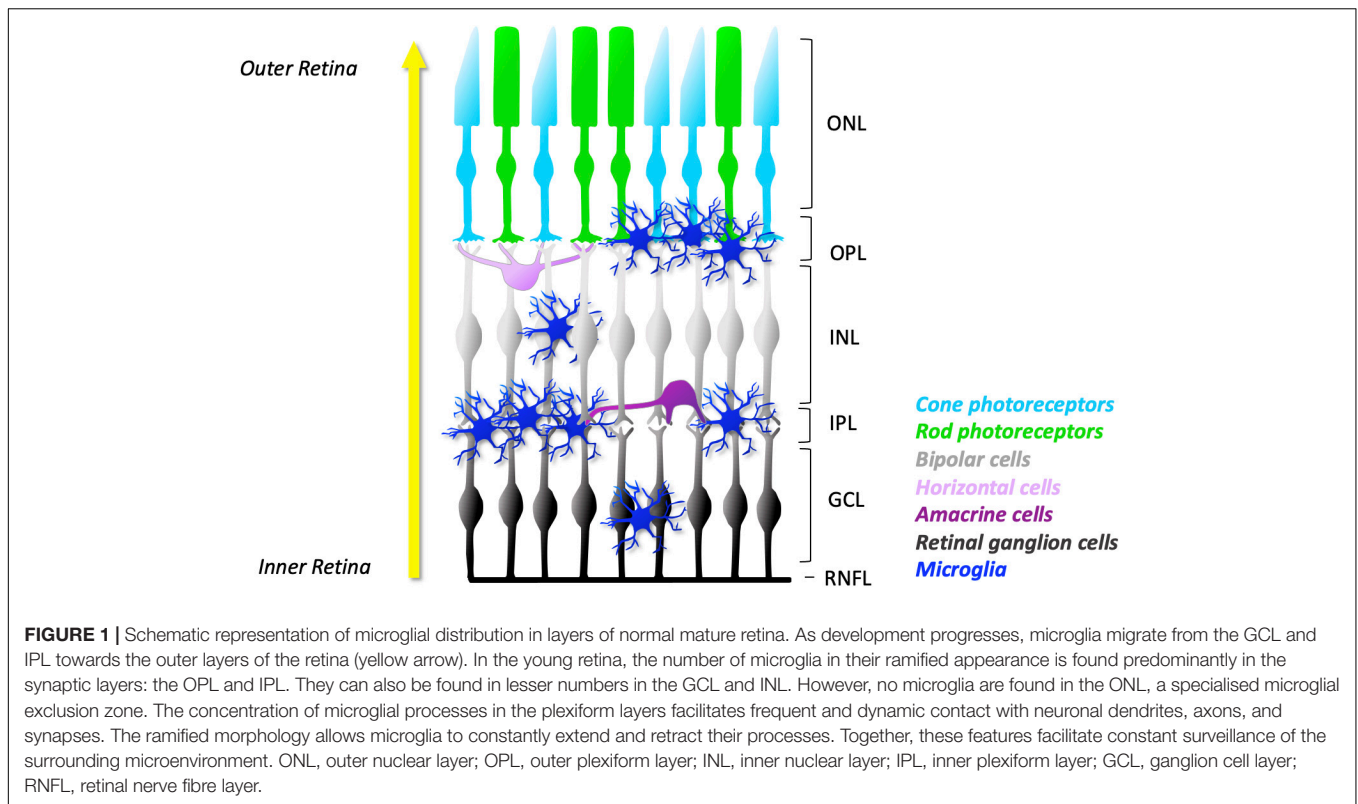 Outer Retina
ONL
OPL
INL
IPL
GCL
Inner Retina
RNFL
Cone photoreceptors
Rod photoreceptors
Bipolar cells
Horizontal cells
Amacrine cells
Retinal ganglion cells
Microglia
FIGURE 1 | Schematic representation of microglial distribution in layers of normal mature retina. As development progresses, microglia migrate from the GCL and
IPL towards the outer layers of the retina (yellow arrow). In the young retina, the number of microglia in their ramified appearance is found predominantly in the
synaptic layers: the OPL and IPL. They can also be found in lesser numbers in the GCL and INL. However, no microglia are found in the ONL, a specialised microglial
exclusion zone. The concentration of microglial processes in the plexiform layers facilitates frequent and dynamic contact with neuronal dendrites, axons, and
synapses. The ramified morphology allows microglia to constantly extend and retract their processes. Together, these features facilitate constant surveillance of the
surrounding microenvironment. ONL, outer nuclear layer; OPL, outer plexiform layer; INL, inner nuclear layer; IPL, inner plexiform layer; GCL, ganglion cell layer;
RNFL, retinal nerve fibre layer.